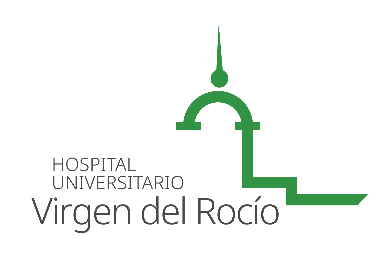 HOSPITAL
UNIVERSITARIO
Virgen del Rocío